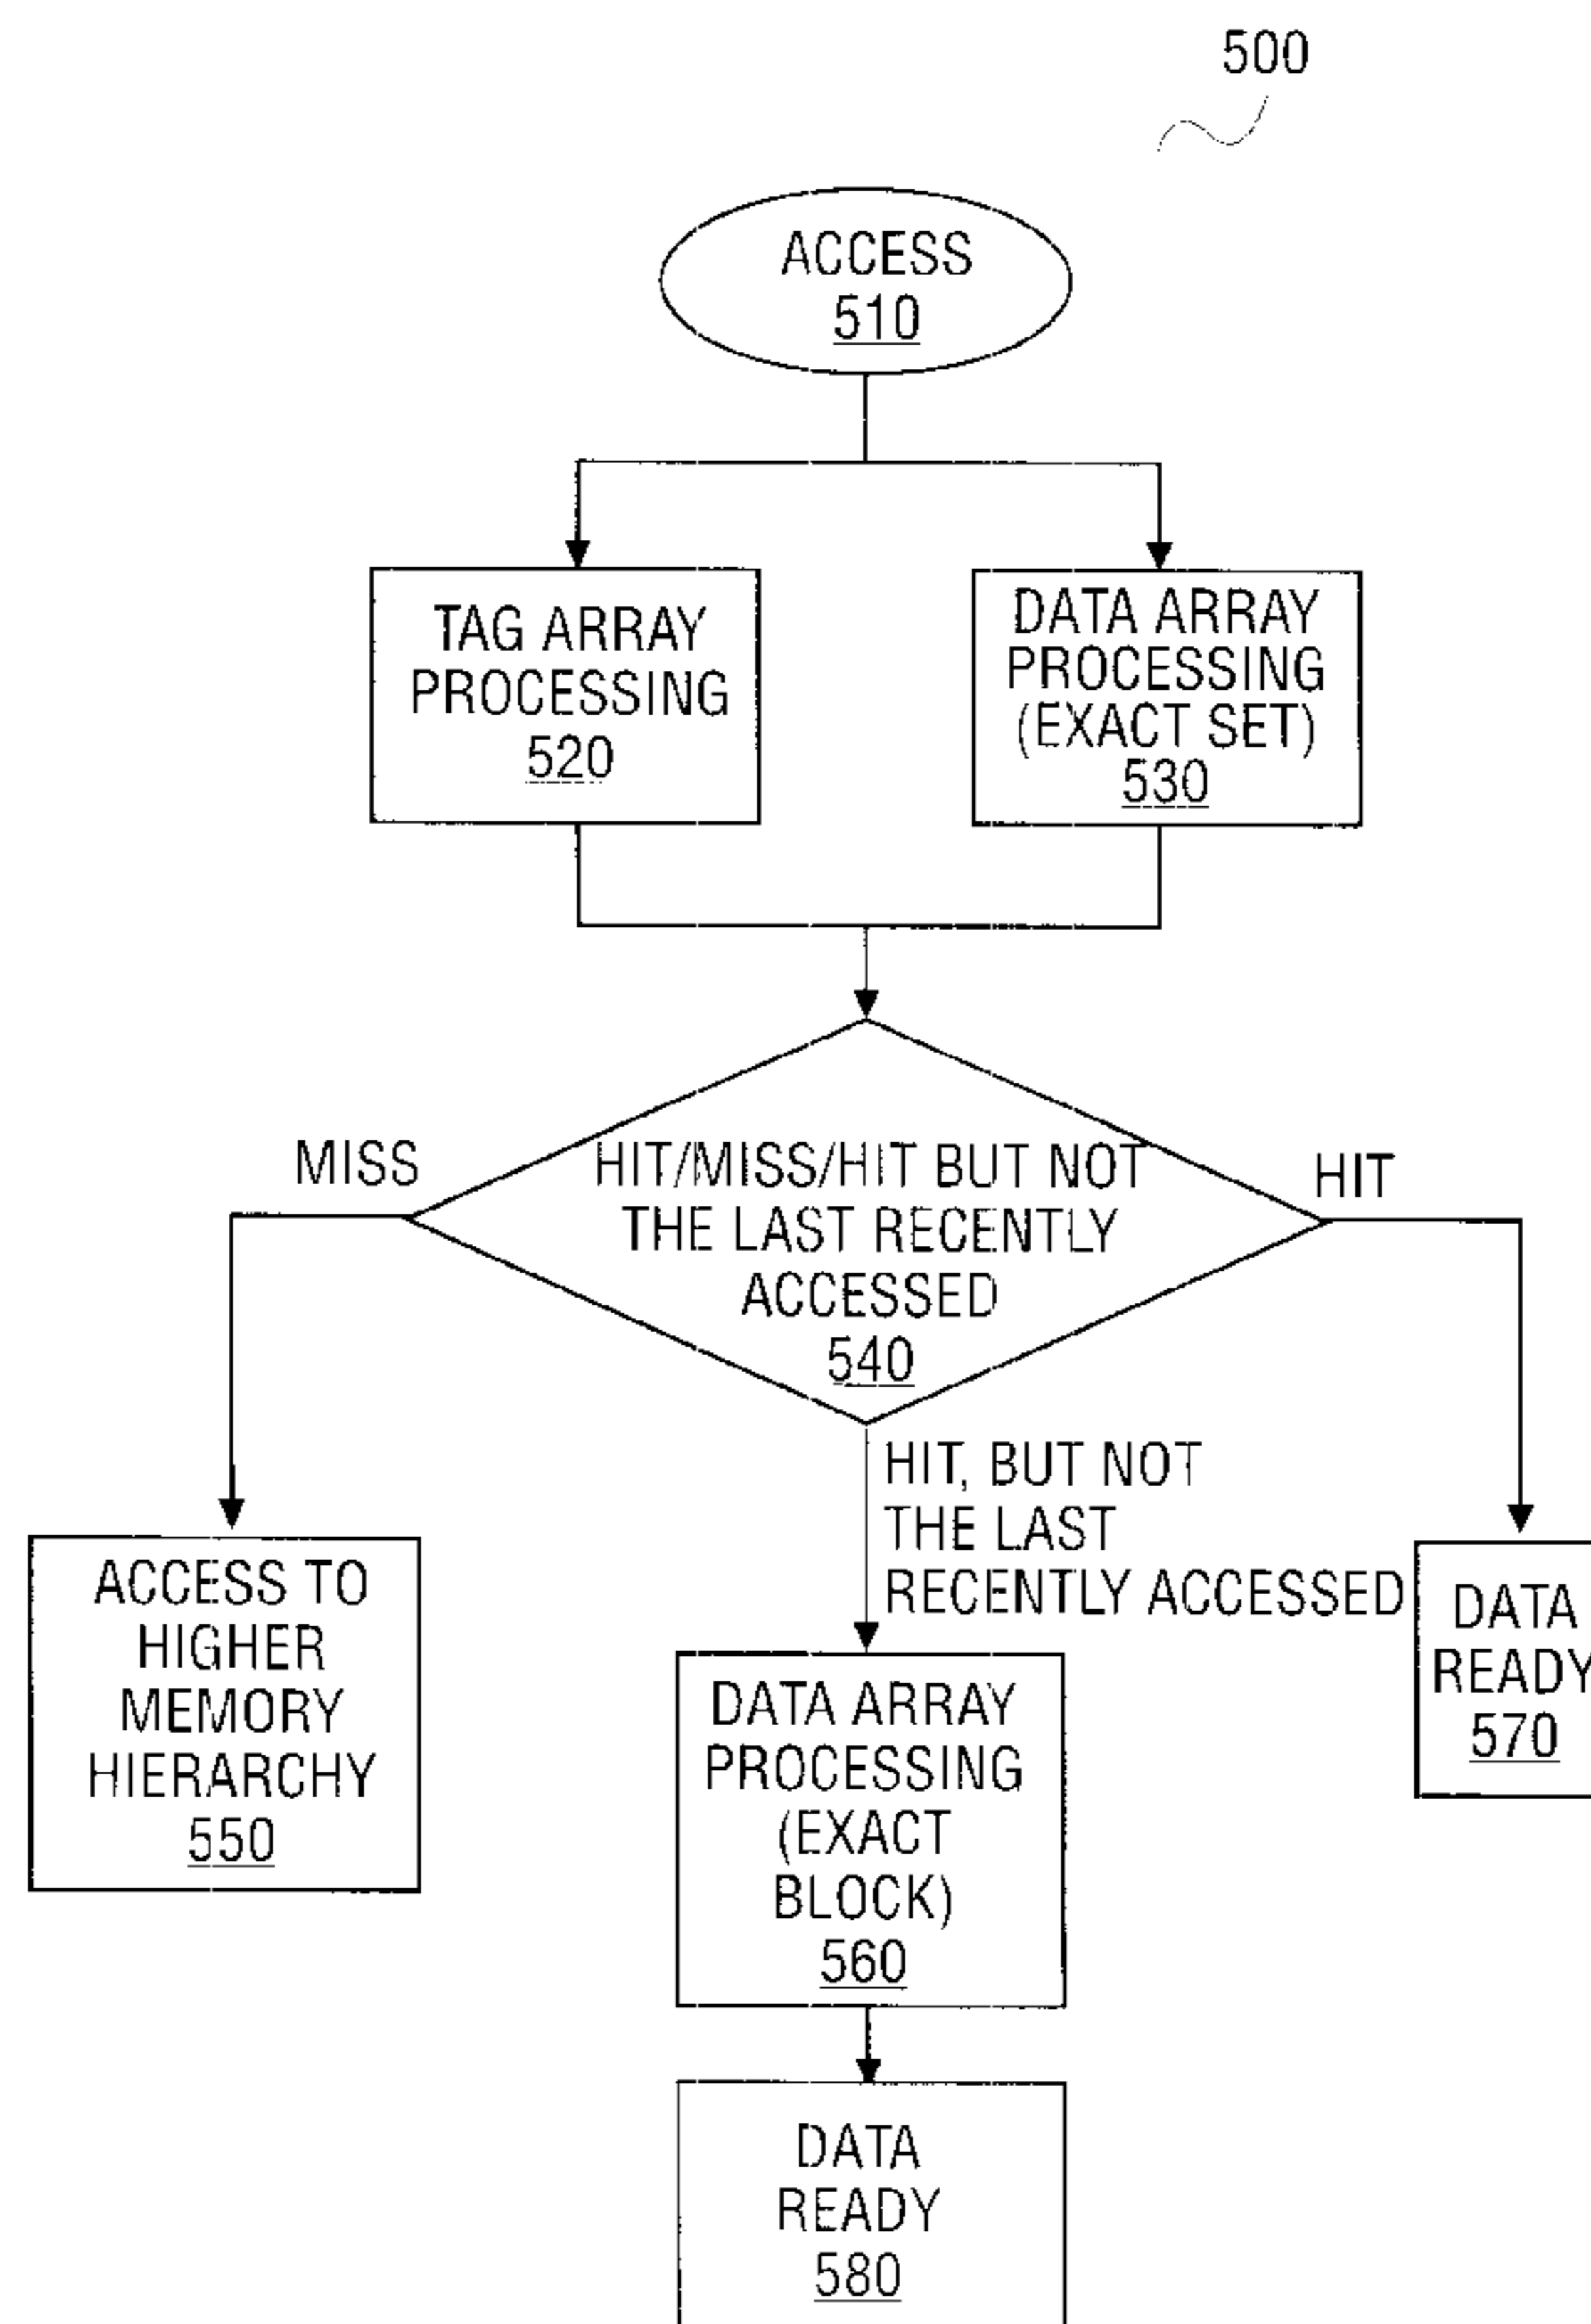 500
ACCESS
510
TAG ARRAY
PROCESSING
520
DATA ARRAY
PROCESSING
(EXACT SET)
530
MISS
HIT/MISS/HIT BUT NOT
THE LAST RECENTLY
ACCESSED
540
HIT
HIT, BUT NOT
THE LAST
RECENTLY ACCESSED
ACCESS TO
HIGHER
MEMORY
HIERARCHY
550
DATA ARRAY
PROCESSING
(EXACT
BLOCK)
560
DATA
READY
570
DATA
READY
580